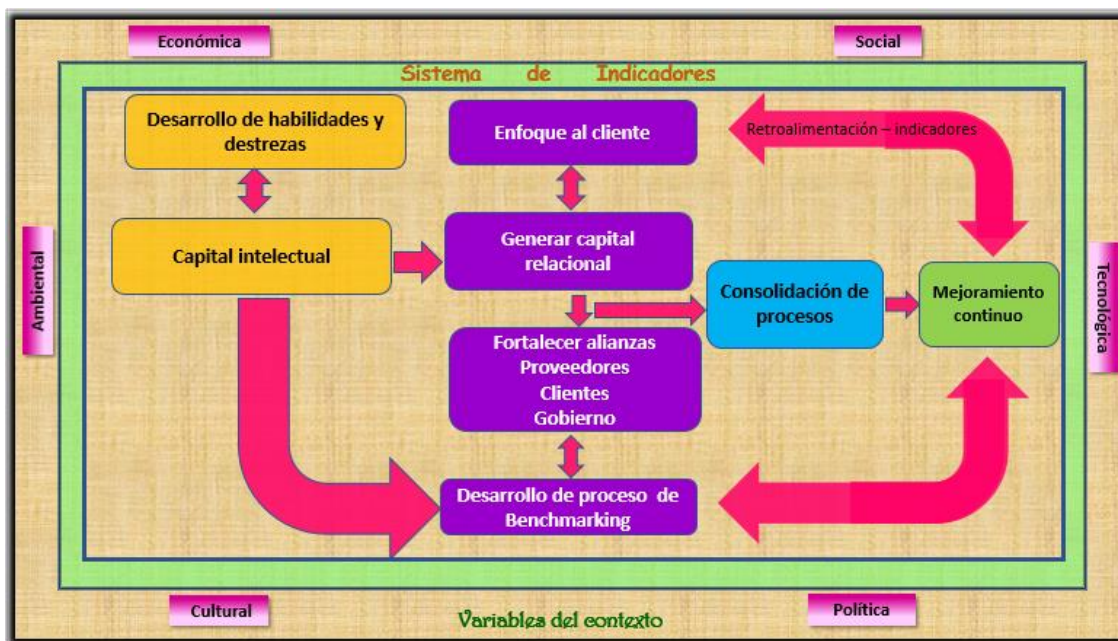 Económica
Social
Sistema de Indicadores
Desarrollo de habilidades y
destrezas
Enfoque al cliente
Retroalimentación – indicadores
Ambiental
Capital intelectual
Generar capital
relacional
Consolidación de
procesos
Mejoramiento
continuo
Tecnológica
Fortalecer alianzas
Proveedores
Clientes
Gobierno
Desarrollo de proceso de
Benchmarking
Cultural
Variables del contexto
Política